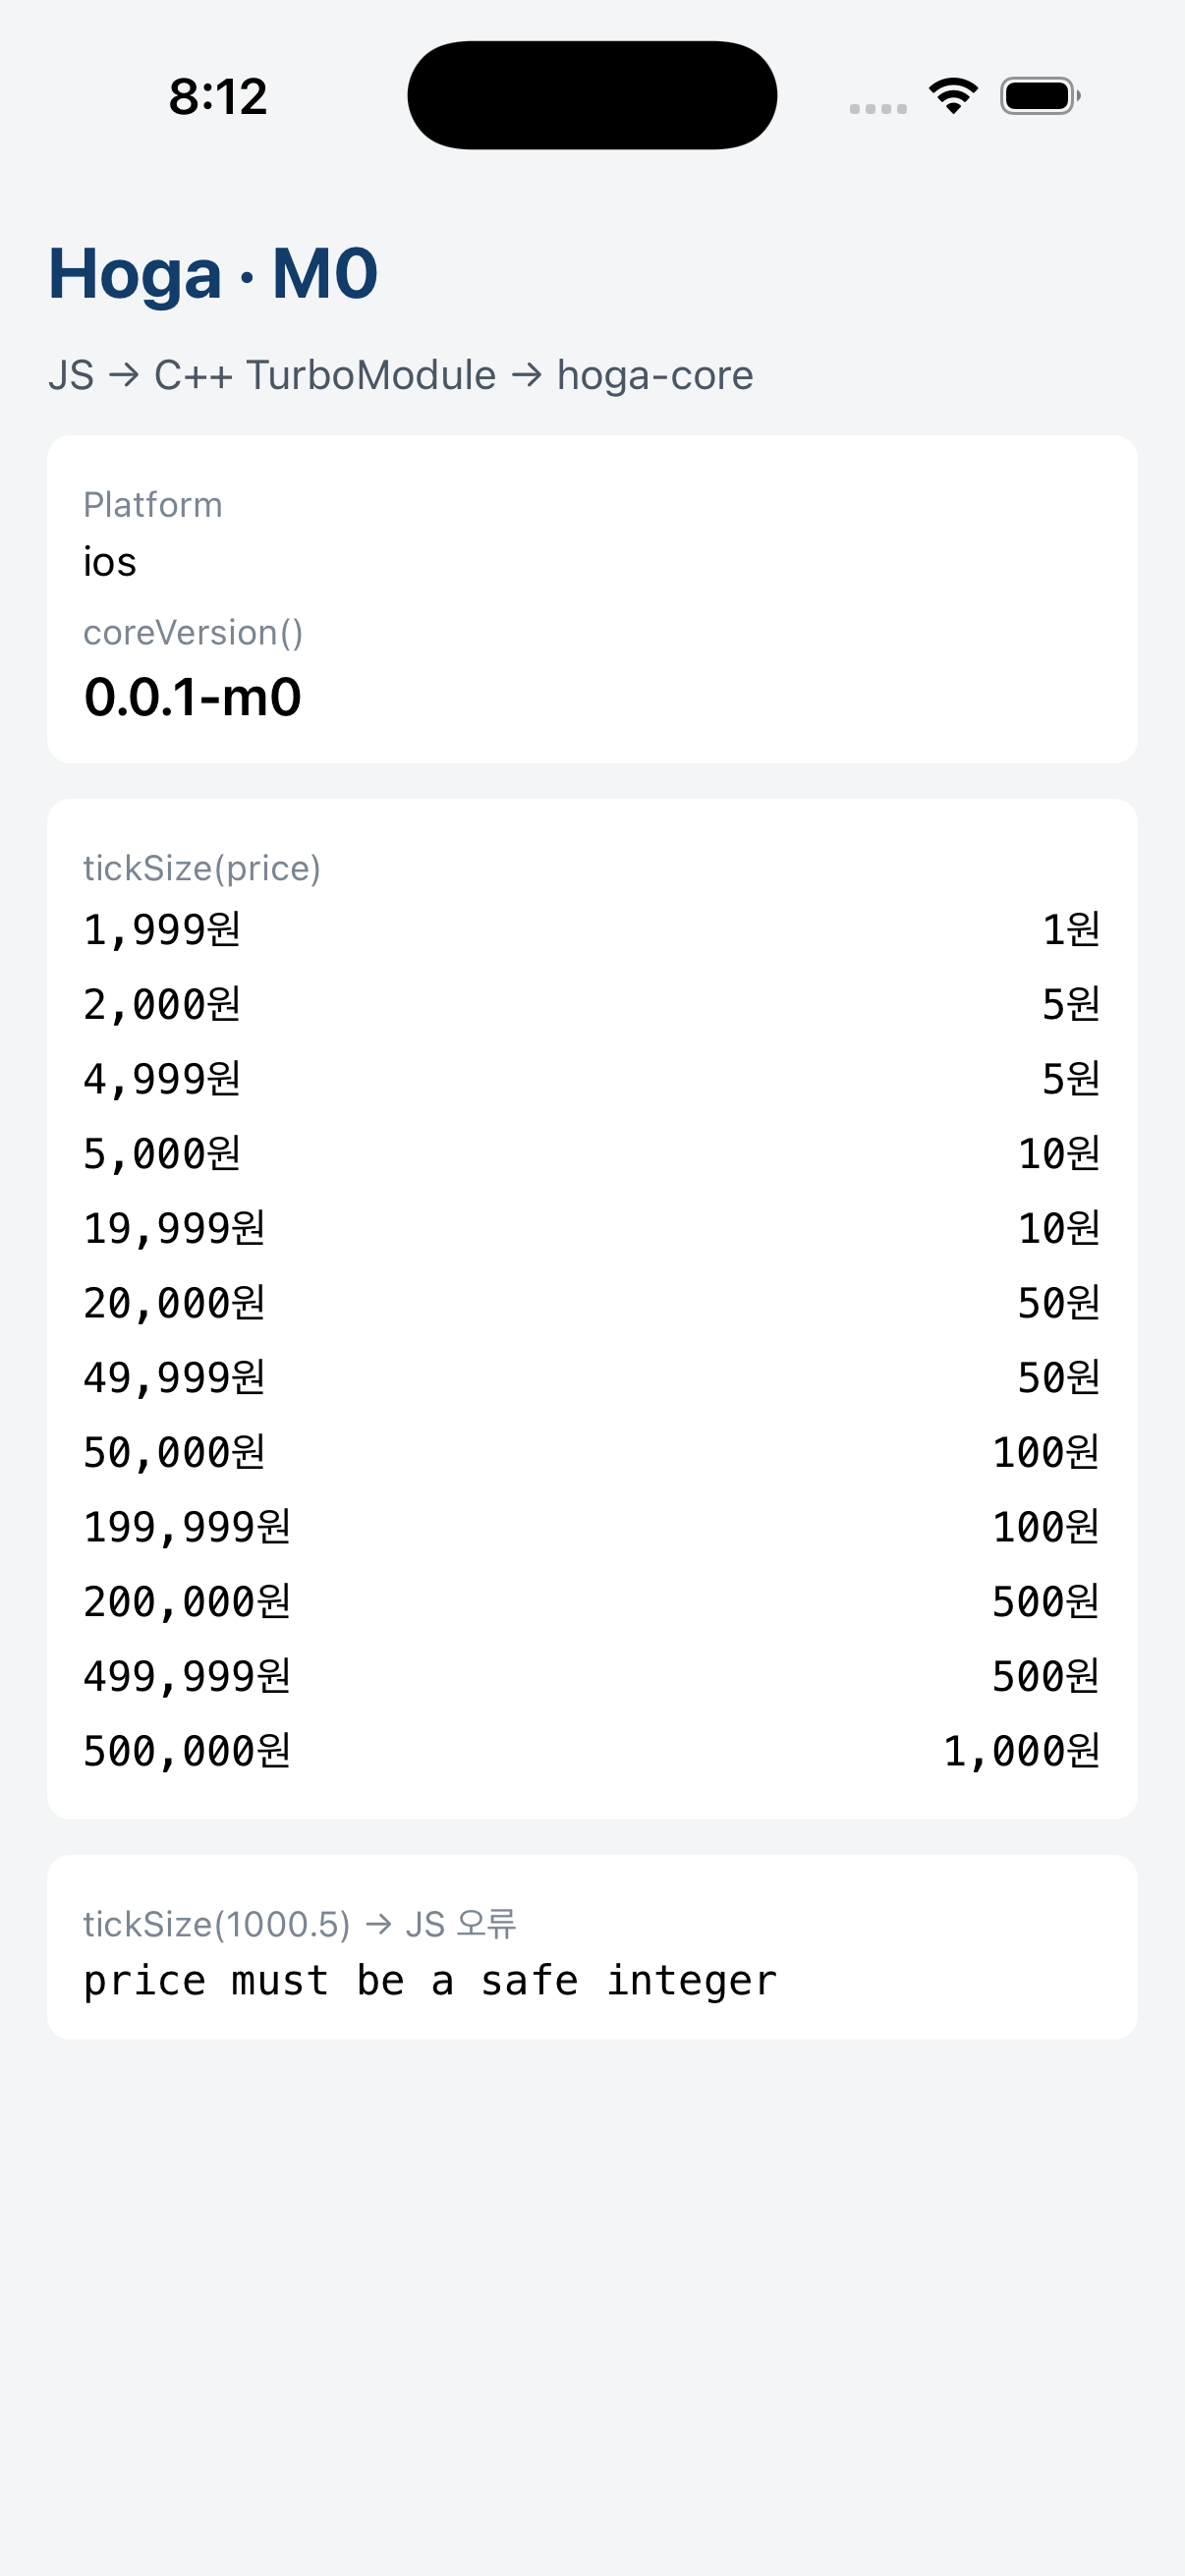 8:12
Hoga · M0
JS → C++ TurboModule → hoga-core
Platform
ios
coreVersion()
0.0.1-m0
tickSize(price)
1,999원 1원
2,000원 5원
4,999원 5원
5,000원 10원
19,999원 10원
20,000원 50원
49,999원 50원
50,000원 100원
199,999원 100원
200,000원 500원
499,999원 500원
500,000원 1,000원
tickSize(1000.5) → JS 오류
price must be a safe integer